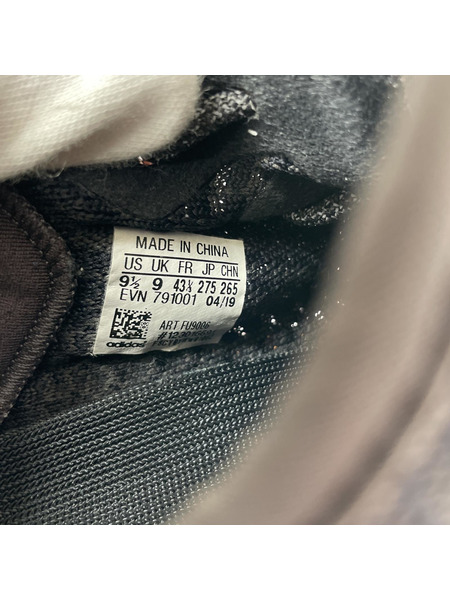 MADE IN CHINA
US UK FR JP CHN
9½ 9 43⅓ 275 265
EVN 791001 04/19
ART FU9006
adidas